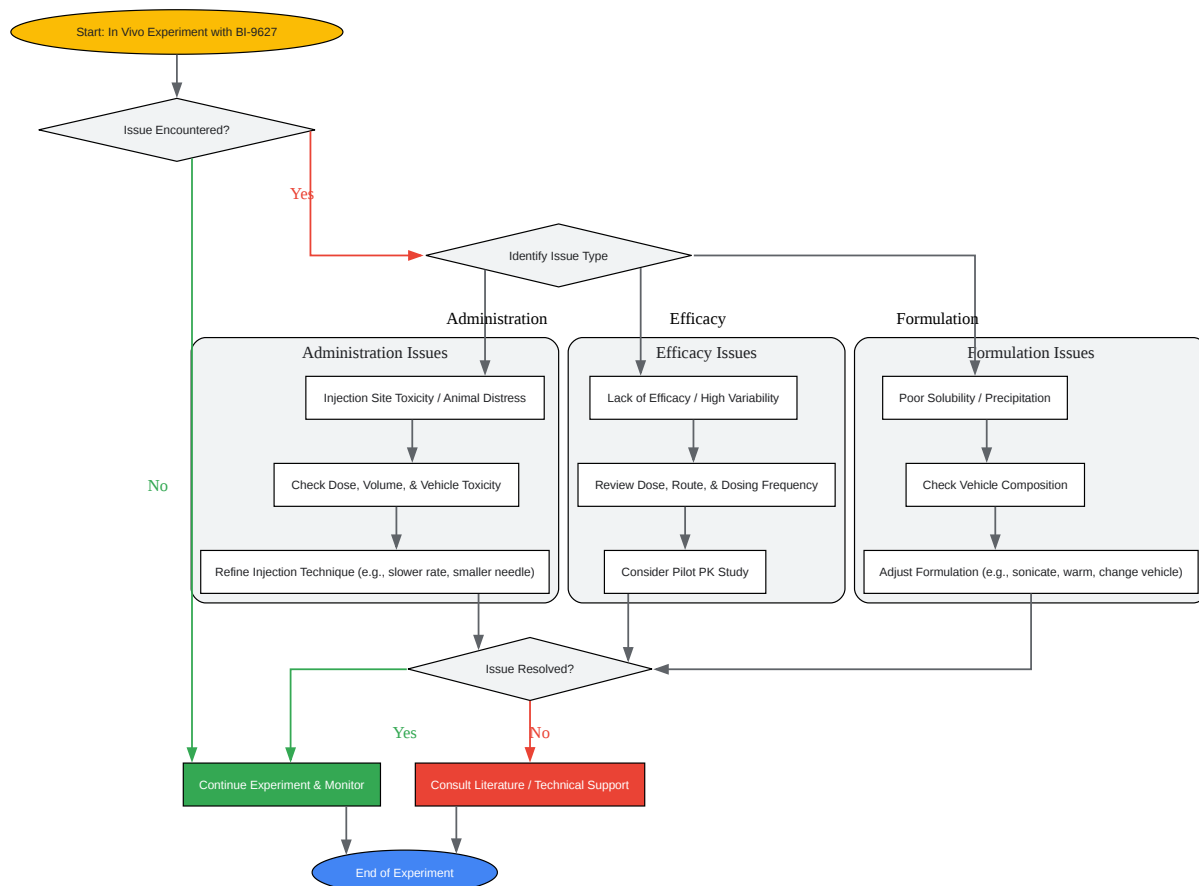 Start: In Vivo Experiment with BI-9627
Issue Encountered?
Yes
Identify Issue Type
Administration
Efficacy
Formulation
Administration Issues
Efficacy Issues
Formulation Issues
Injection Site Toxicity / Animal Distress
Lack of Efficacy / High Variability
Poor Solubility / Precipitation
No
Check Dose, Volume, & Vehicle Toxicity
Review Dose, Route, & Dosing Frequency
Check Vehicle Composition
Refine Injection Technique (e.g., slower rate, smaller needle)
Consider Pilot PK Study
Adjust Formulation (e.g., sonicate, warm, change vehicle)
Issue Resolved?
Yes
No
Continue Experiment & Monitor
Consult Literature / Technical Support
End of Experiment